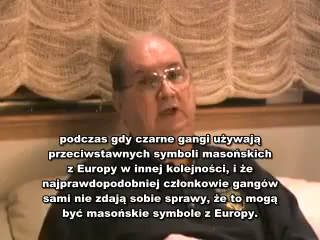 podczas gdy czarne gangi używają
przeciwstawnych symboli masońskich
z Europy w innej kolejności, i że
najprawdopodobniej członkowie gangów
sami nie zdają sobie sprawy, że to mogą
być masońskie symbole z Europy.